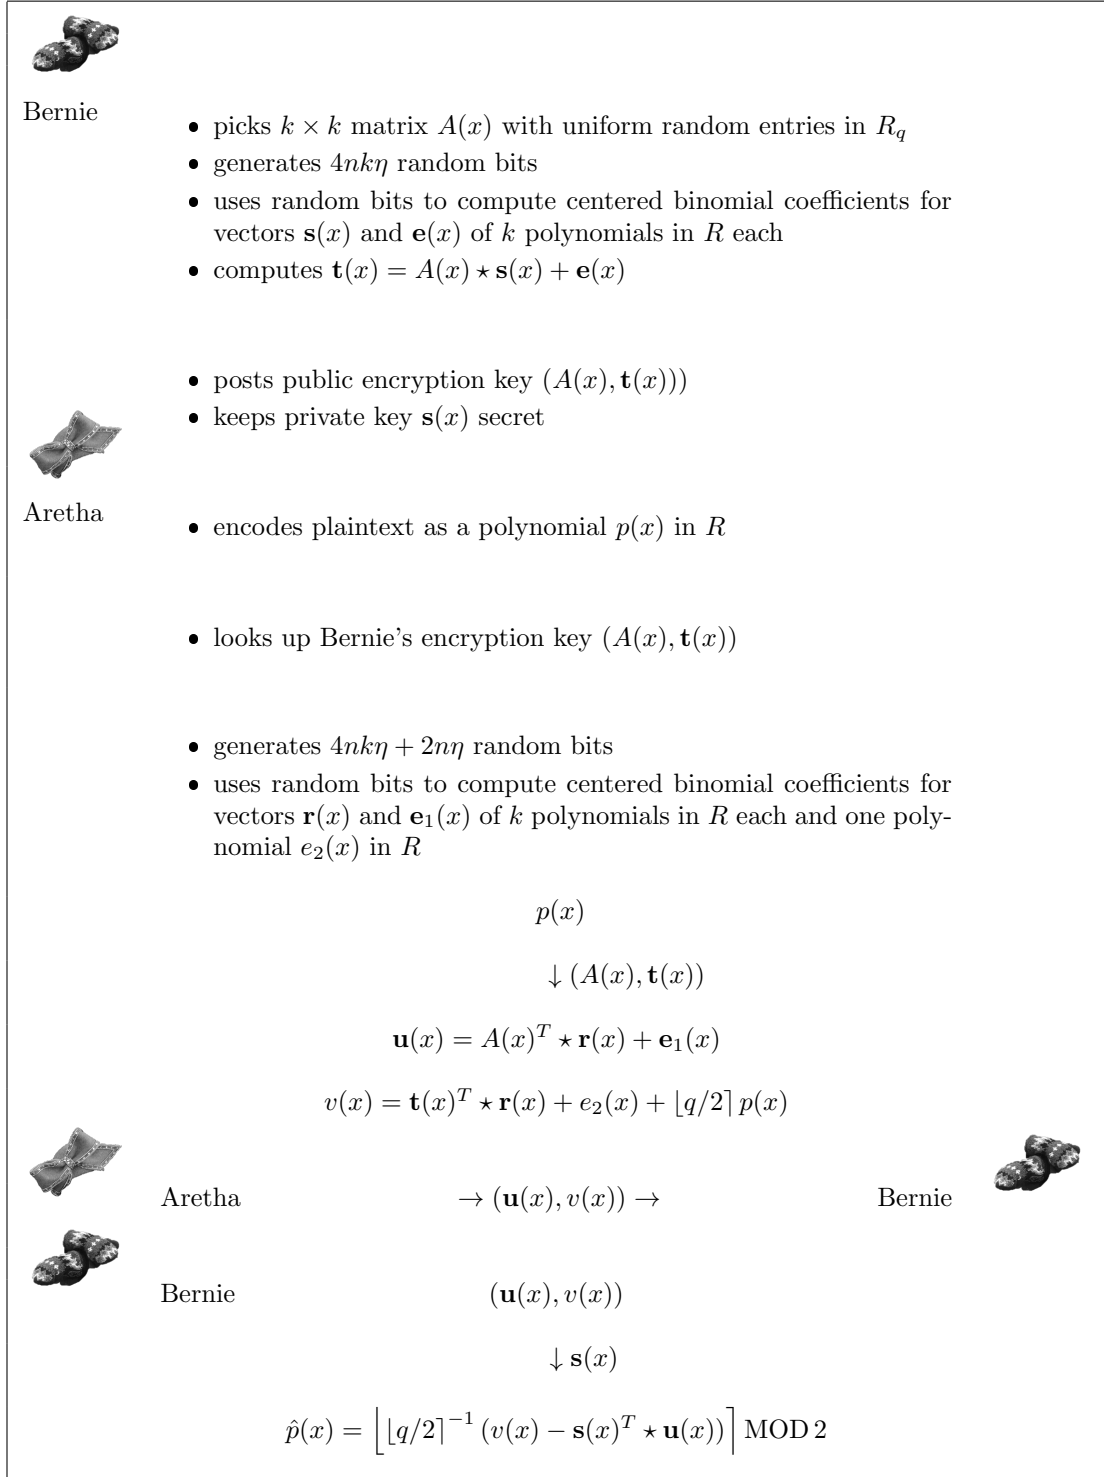 Bernie
• picks k × k matrix A(x) with uniform random entries in R_q
• generates 4nkη random bits
• uses random bits to compute centered binomial coefficients for
vectors s(x) and e(x) of k polynomials in R each
• computes t(x) = A(x) ⋆ s(x) + e(x)
• posts public encryption key (A(x), t(x)))
• keeps private key s(x) secret
Aretha
• encodes plaintext as a polynomial p(x) in R
• looks up Bernie's encryption key (A(x), t(x))
• generates 4nkη + 2nη random bits
• uses random bits to compute centered binomial coefficients for
vectors r(x) and e₁(x) of k polynomials in R each and one poly-
nomial e₂(x) in R
p(x)
↓ (A(x), t(x))
u(x) = A(x)^T ⋆ r(x) + e₁(x)
v(x) = t(x)^T ⋆ r(x) + e₂(x) + ⌊q/2⌉ p(x)
Aretha → (u(x), v(x)) → Bernie
Bernie (u(x), v(x))
↓ s(x)
p̂(x) = ⌊⌊q/2⌉⁻¹ (v(x) − s(x)^T ⋆ u(x))⌉ MOD 2